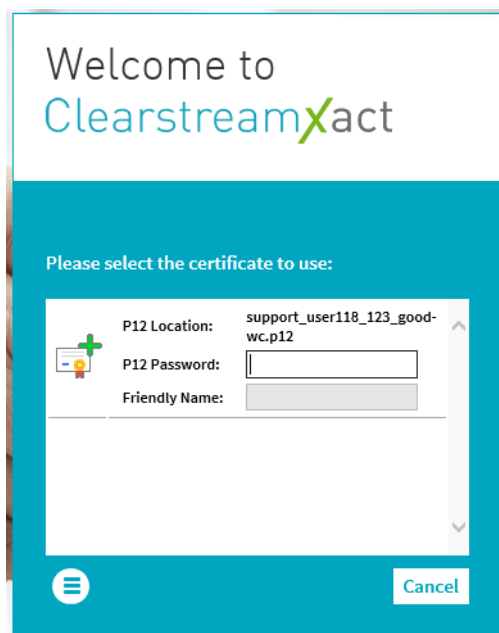 Welcome to
ClearstreamXact
Please select the certificate to use:
P12 Location: support_user118_123_good-
wc.p12
P12 Password:
Friendly Name:
Cancel